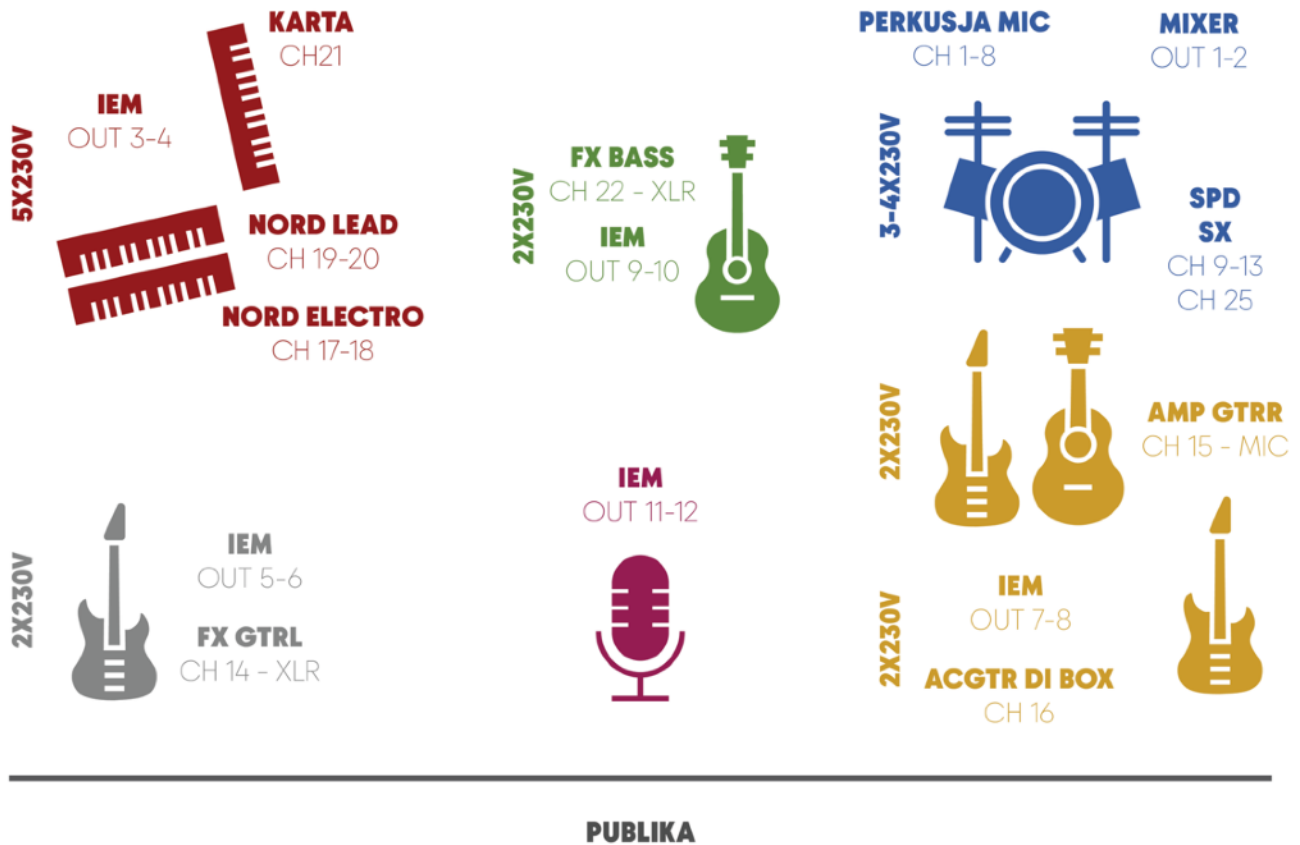 KARTA
CH21
IEM
OUT 3-4
5X230V
NORD LEAD
CH 19-20
NORD ELECTRO
CH 17-18
FX BASS
CH 22 - XLR
IEM
OUT 9-10
2X230V
PERKUSJA MIC
CH 1-8
MIXER
OUT 1-2
3-4X230V
SPD
SX
CH 9-13
CH 25
2X230V
AMP GTRR
CH 15 - MIC
IEM
OUT 11-12
2X230V
IEM
OUT 5-6
FX GTRL
CH 14 - XLR
2X230V
IEM
OUT 7-8
ACGTR DI BOX
CH 16
PUBLIKA